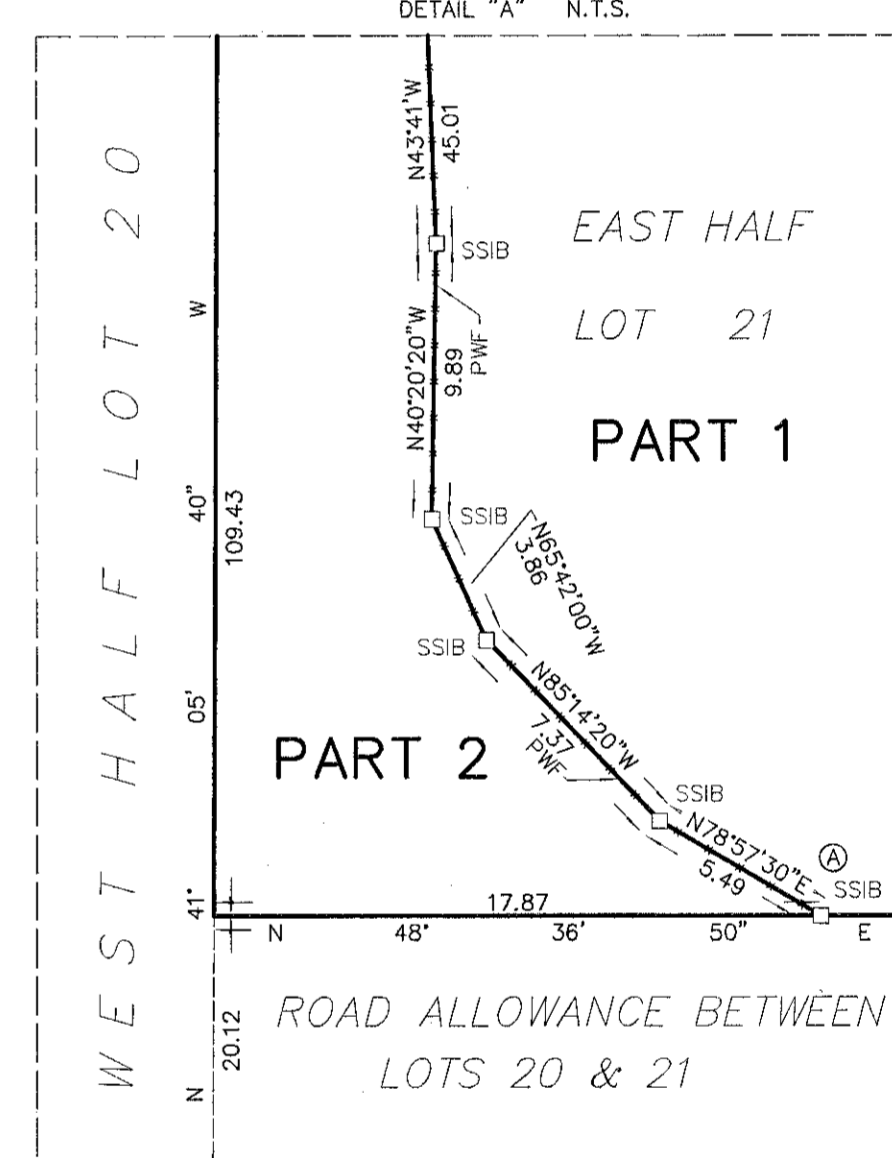 DETAIL "A" N.T.S.
N43°41'W
45.01
SSIB
EAST HALF
LOT 21
N40°20'20"W
9.89
PWF
PART 1
SSIB
N65°42'00"W
3.86
SSIB
N85°14'20"W
7.37
PWF
PART 2
SSIB
N78°57'30"E
5.49
A
SSIB
17.87
N 48° 36' 50" E
N 41° 05' 40" W
109.43
20.12
WEST HALF LOT 20
ROAD ALLOWANCE BETWEEN
LOTS 20 & 21